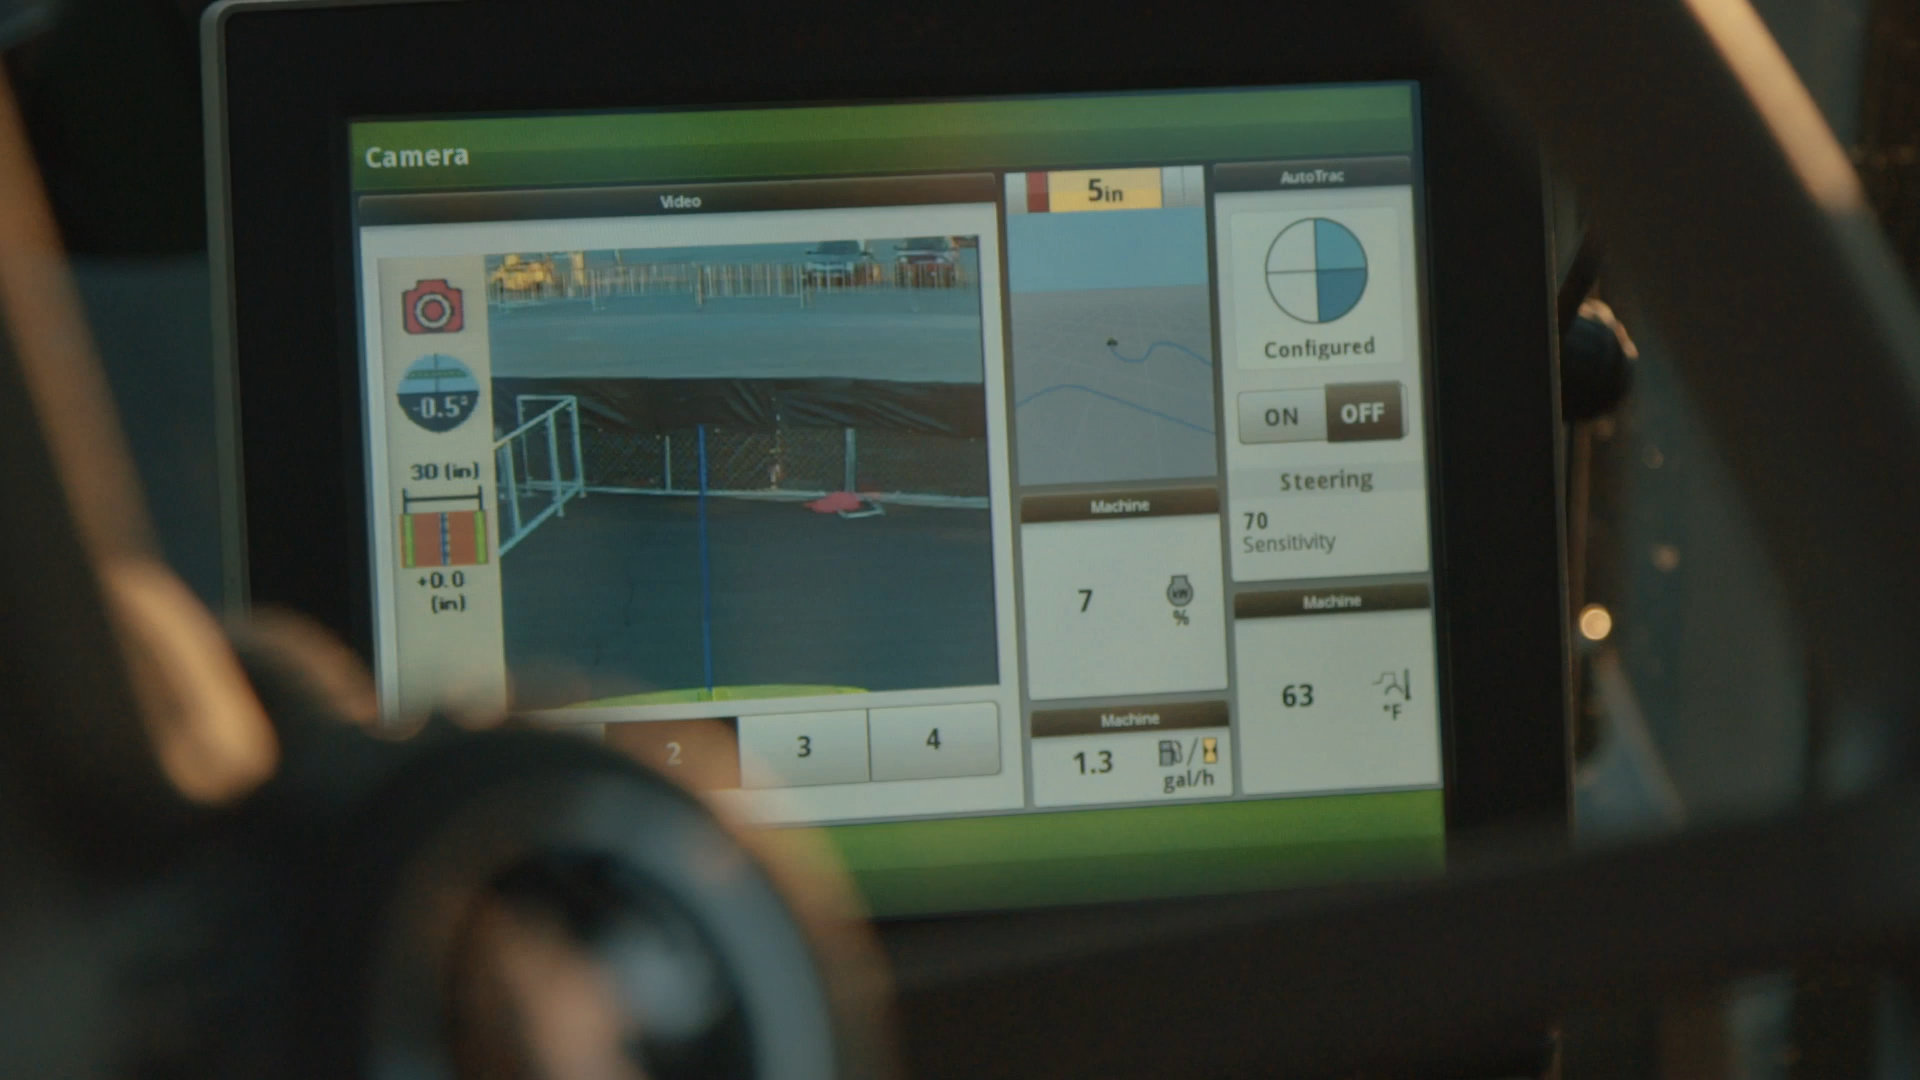 Camera
Video
-0.5°
30 (in)
+0.0
(in)
2
3
4
5in
Machine
7
kW
%
Machine
1.3
/
gal/h
AutoTrac
Configured
ON
OFF
Steering
70
Sensitivity
Machine
63
°F